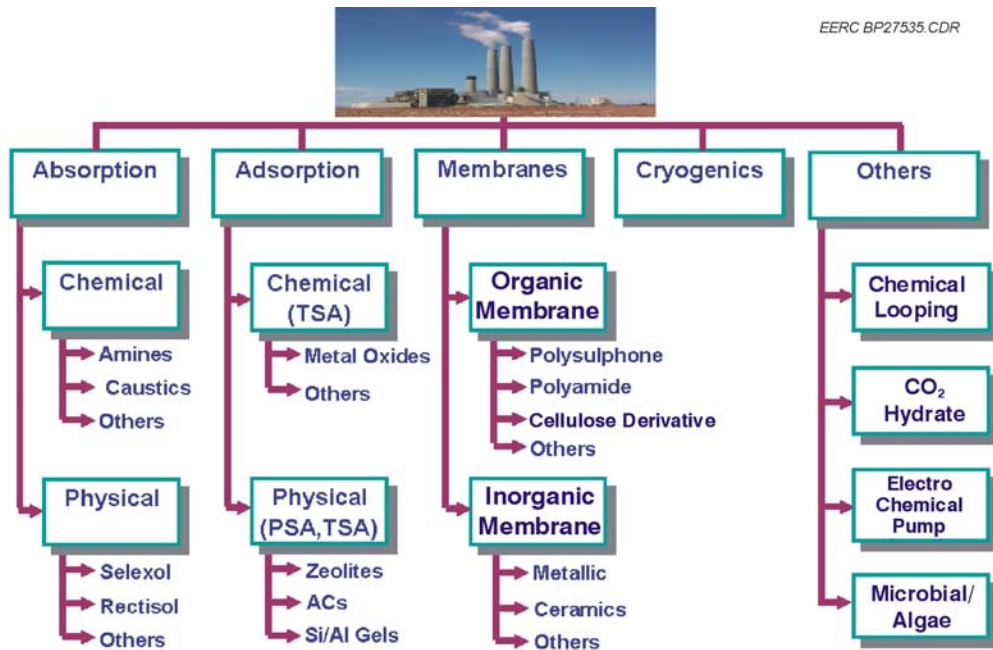 EERC BP27535.CDR
Absorption
Adsorption
Membranes
Cryogenics
Others
Chemical
Amines
Caustics
Others
Physical
Selexol
Rectisol
Others
Chemical
(TSA)
Metal Oxides
Others
Physical
(PSA,TSA)
Zeolites
ACs
Si/Al Gels
Organic
Membrane
Polysulphone
Polyamide
Cellulose Derivative
Others
Inorganic
Membrane
Metallic
Ceramics
Others
Chemical
Looping
CO₂
Hydrate
Electro
Chemical
Pump
Microbial/
Algae